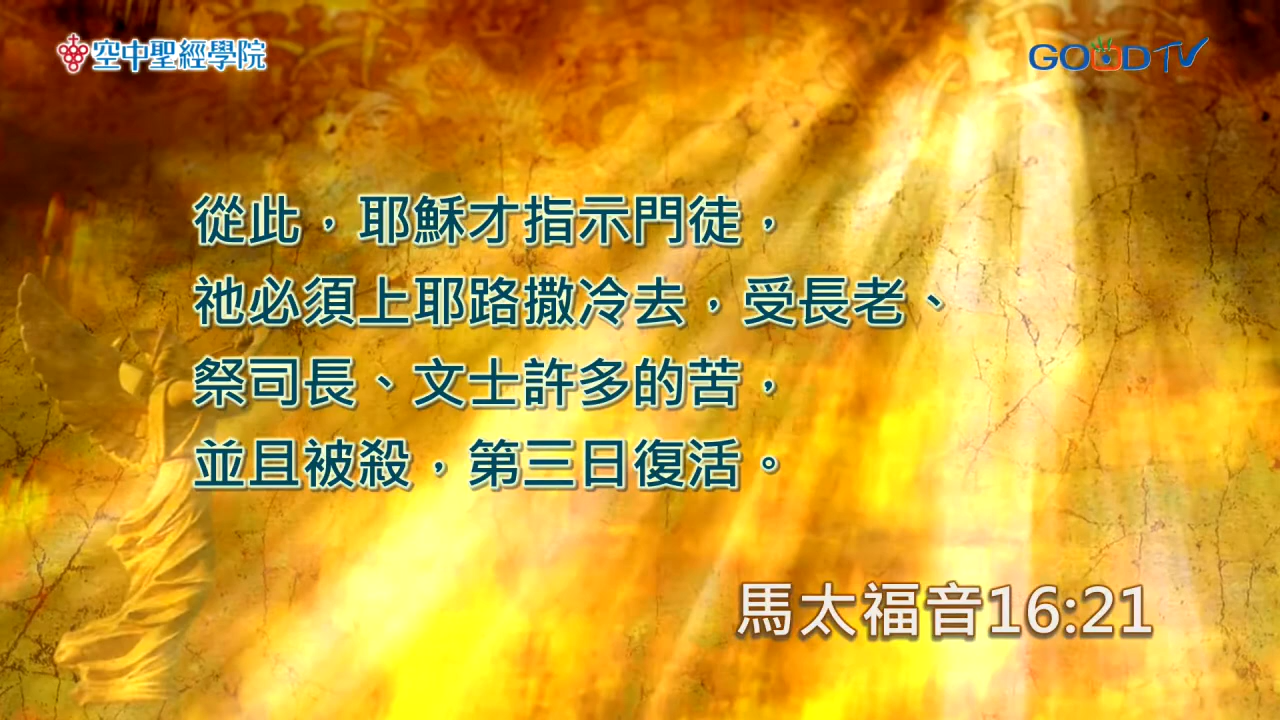 空中聖經學院
GOODTV
從此，耶穌才指示門徒，
祂必須上耶路撒冷去，受長老、
祭司長、文士許多的苦，
並且被殺，第三日復活。
馬太福音16:21